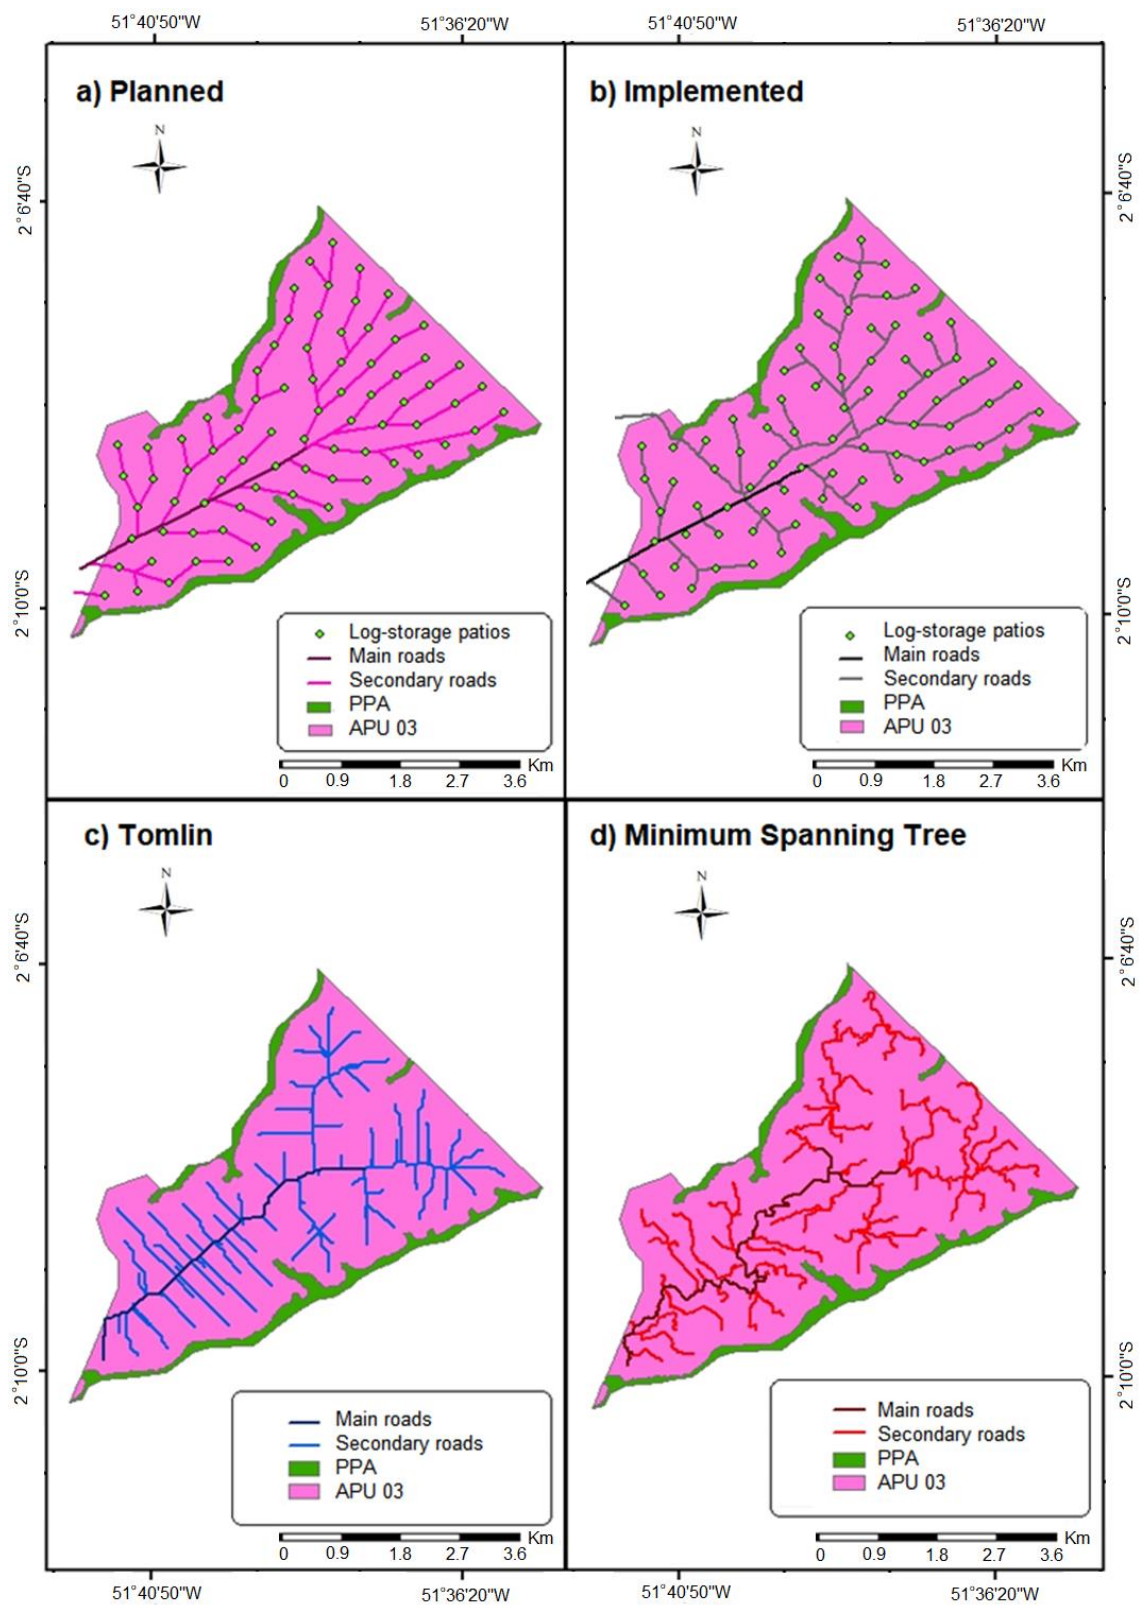 51°40'50"W 51°36'20"W 51°40'50"W 51°36'20"W
a) Planned
N
2°6'40"S
2°10'0"S
Log-storage patios
Main roads
Secondary roads
PPA
APU 03
Km
0 0.9 1.8 2.7 3.6
b) Implemented
N
2°6'40"S
2°10'0"S
Log-storage patios
Main roads
Secondary roads
PPA
APU 03
Km
0 0.9 1.8 2.7 3.6
c) Tomlin
N
2°6'40"S
2°10'0"S
Main roads
Secondary roads
PPA
APU 03
Km
0 0.9 1.8 2.7 3.6
d) Minimum Spanning Tree
N
2°6'40"S
2°10'0"S
Main roads
Secondary roads
PPA
APU 03
Km
0 0.9 1.8 2.7 3.6
51°40'50"W 51°36'20"W 51°40'50"W 51°36'20"W